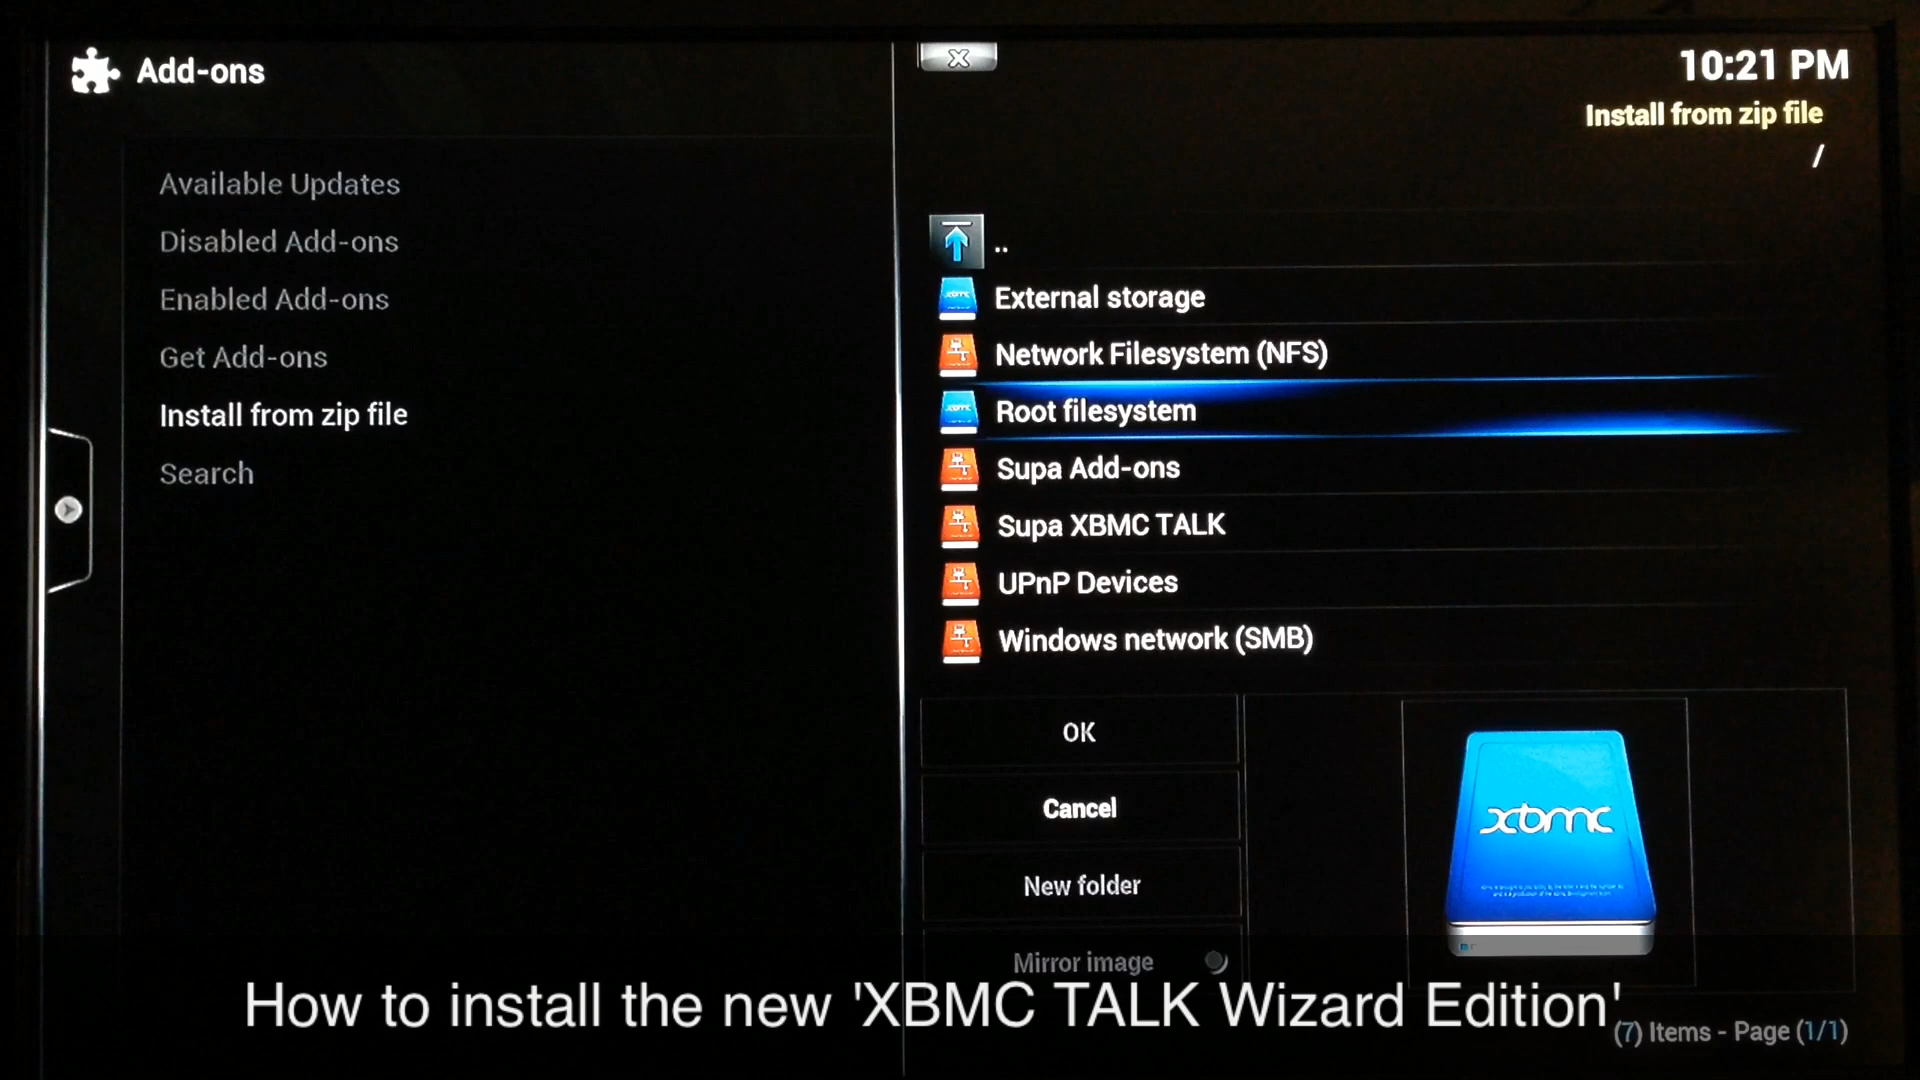 Add-ons
Available Updates
Disabled Add-ons
Enabled Add-ons
Get Add-ons
Install from zip file
Search
X
10:21 PM
Install from zip file
/
..
External storage
Network Filesystem (NFS)
Root filesystem
Supa Add-ons
Supa XBMC TALK
UPnP Devices
Windows network (SMB)
OK
Cancel
New folder
Mirror image
xbmc
How to install the new 'XBMC TALK Wizard Edition'
(7) Items - Page (1/1)